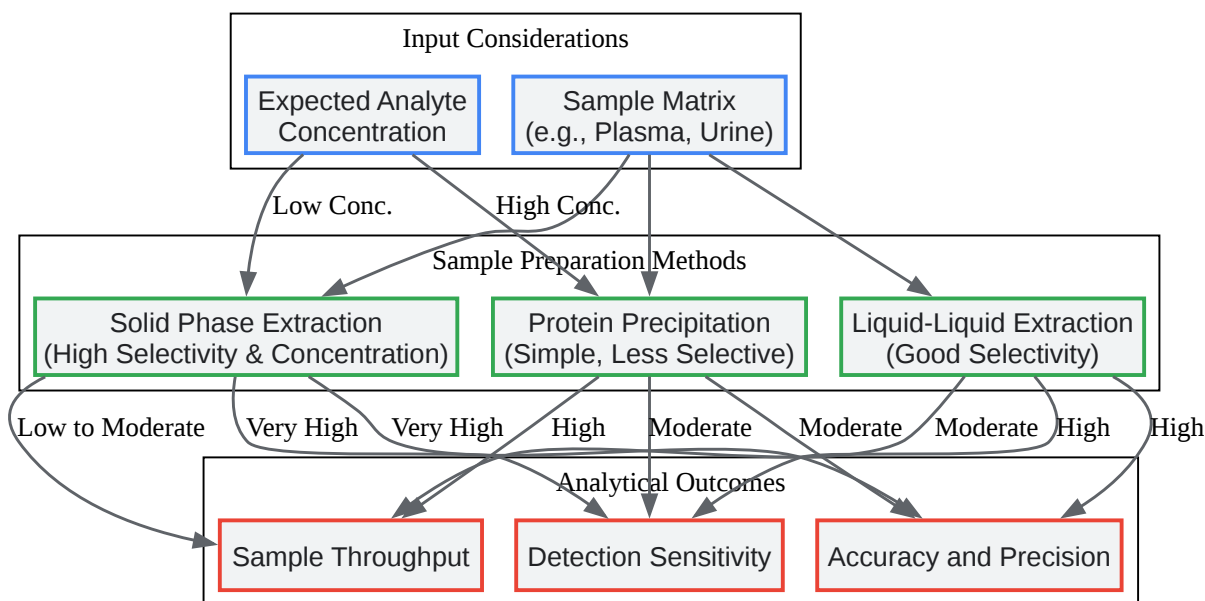 Input Considerations
Expected Analyte
Concentration
Sample Matrix
(e.g., Plasma, Urine)
Low Conc.
High Conc.
Sample Preparation Methods
Solid Phase Extraction
(High Selectivity & Concentration)
Protein Precipitation
(Simple, Less Selective)
Liquid-Liquid Extraction
(Good Selectivity)
Low to Moderate
Very High
Very High
High
Moderate
Moderate
Moderate
High
High
Analytical Outcomes
Sample Throughput
Detection Sensitivity
Accuracy and Precision